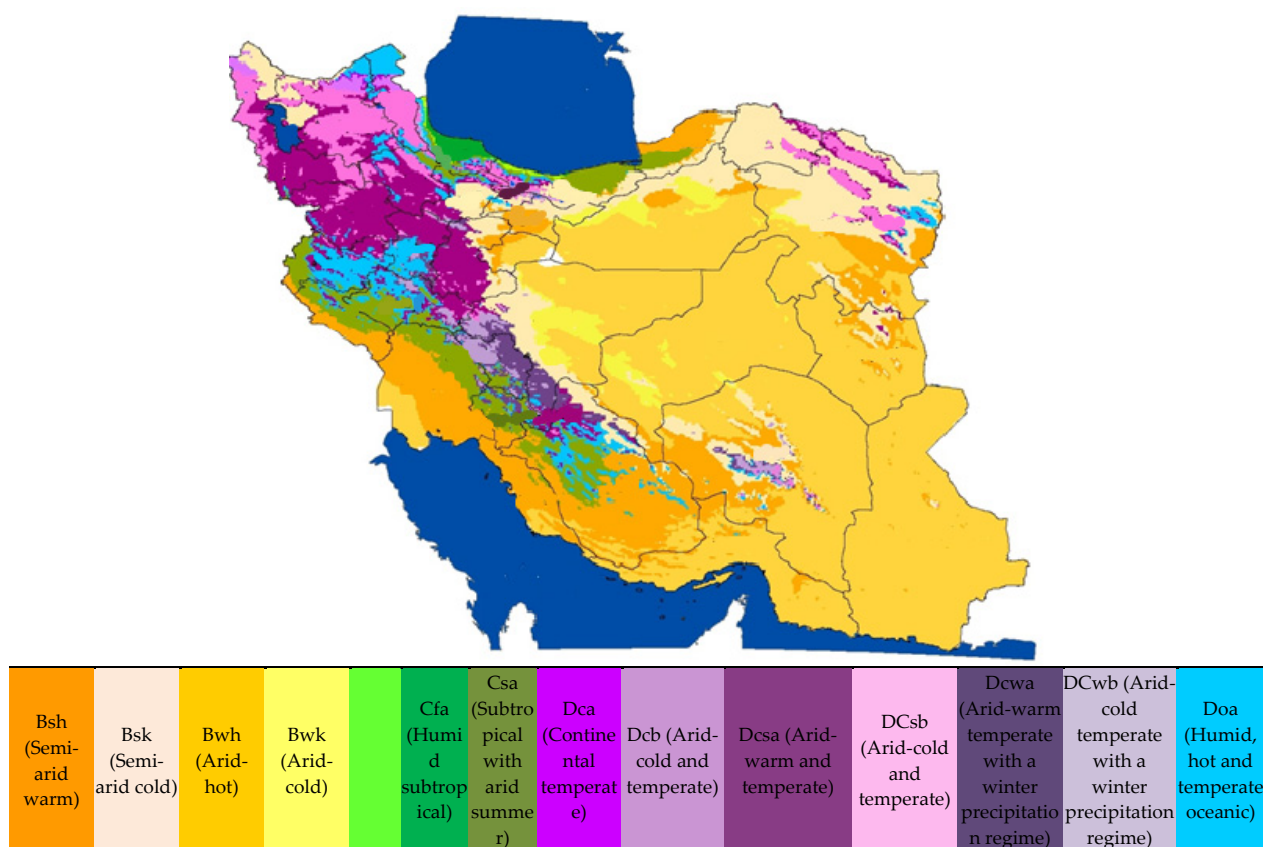 Bsh
(Semi-
arid
warm)
Bsk
(Semi-
arid cold)
Bwh
(Arid-
hot)
Bwk
(Arid-
cold)
Cfa
(Humi
d
subtrop
ical)
Csa
(Subtro
pical
with
arid
summe
r)
Dca
(Contine
ntal
temperat
e)
Dcb (Arid-
cold and
temperate)
Dcsa (Arid-
warm and
temperate)
DCsb
(Arid-cold
and
temperate)
Dcwa
(Arid-warm
temperate
with a
winter
precipitatio
n regime)
DCwb (Arid-
cold
temperate
with a
winter
precipitation
regime)
Doa
(Humid,
hot and
temperate
oceanic)